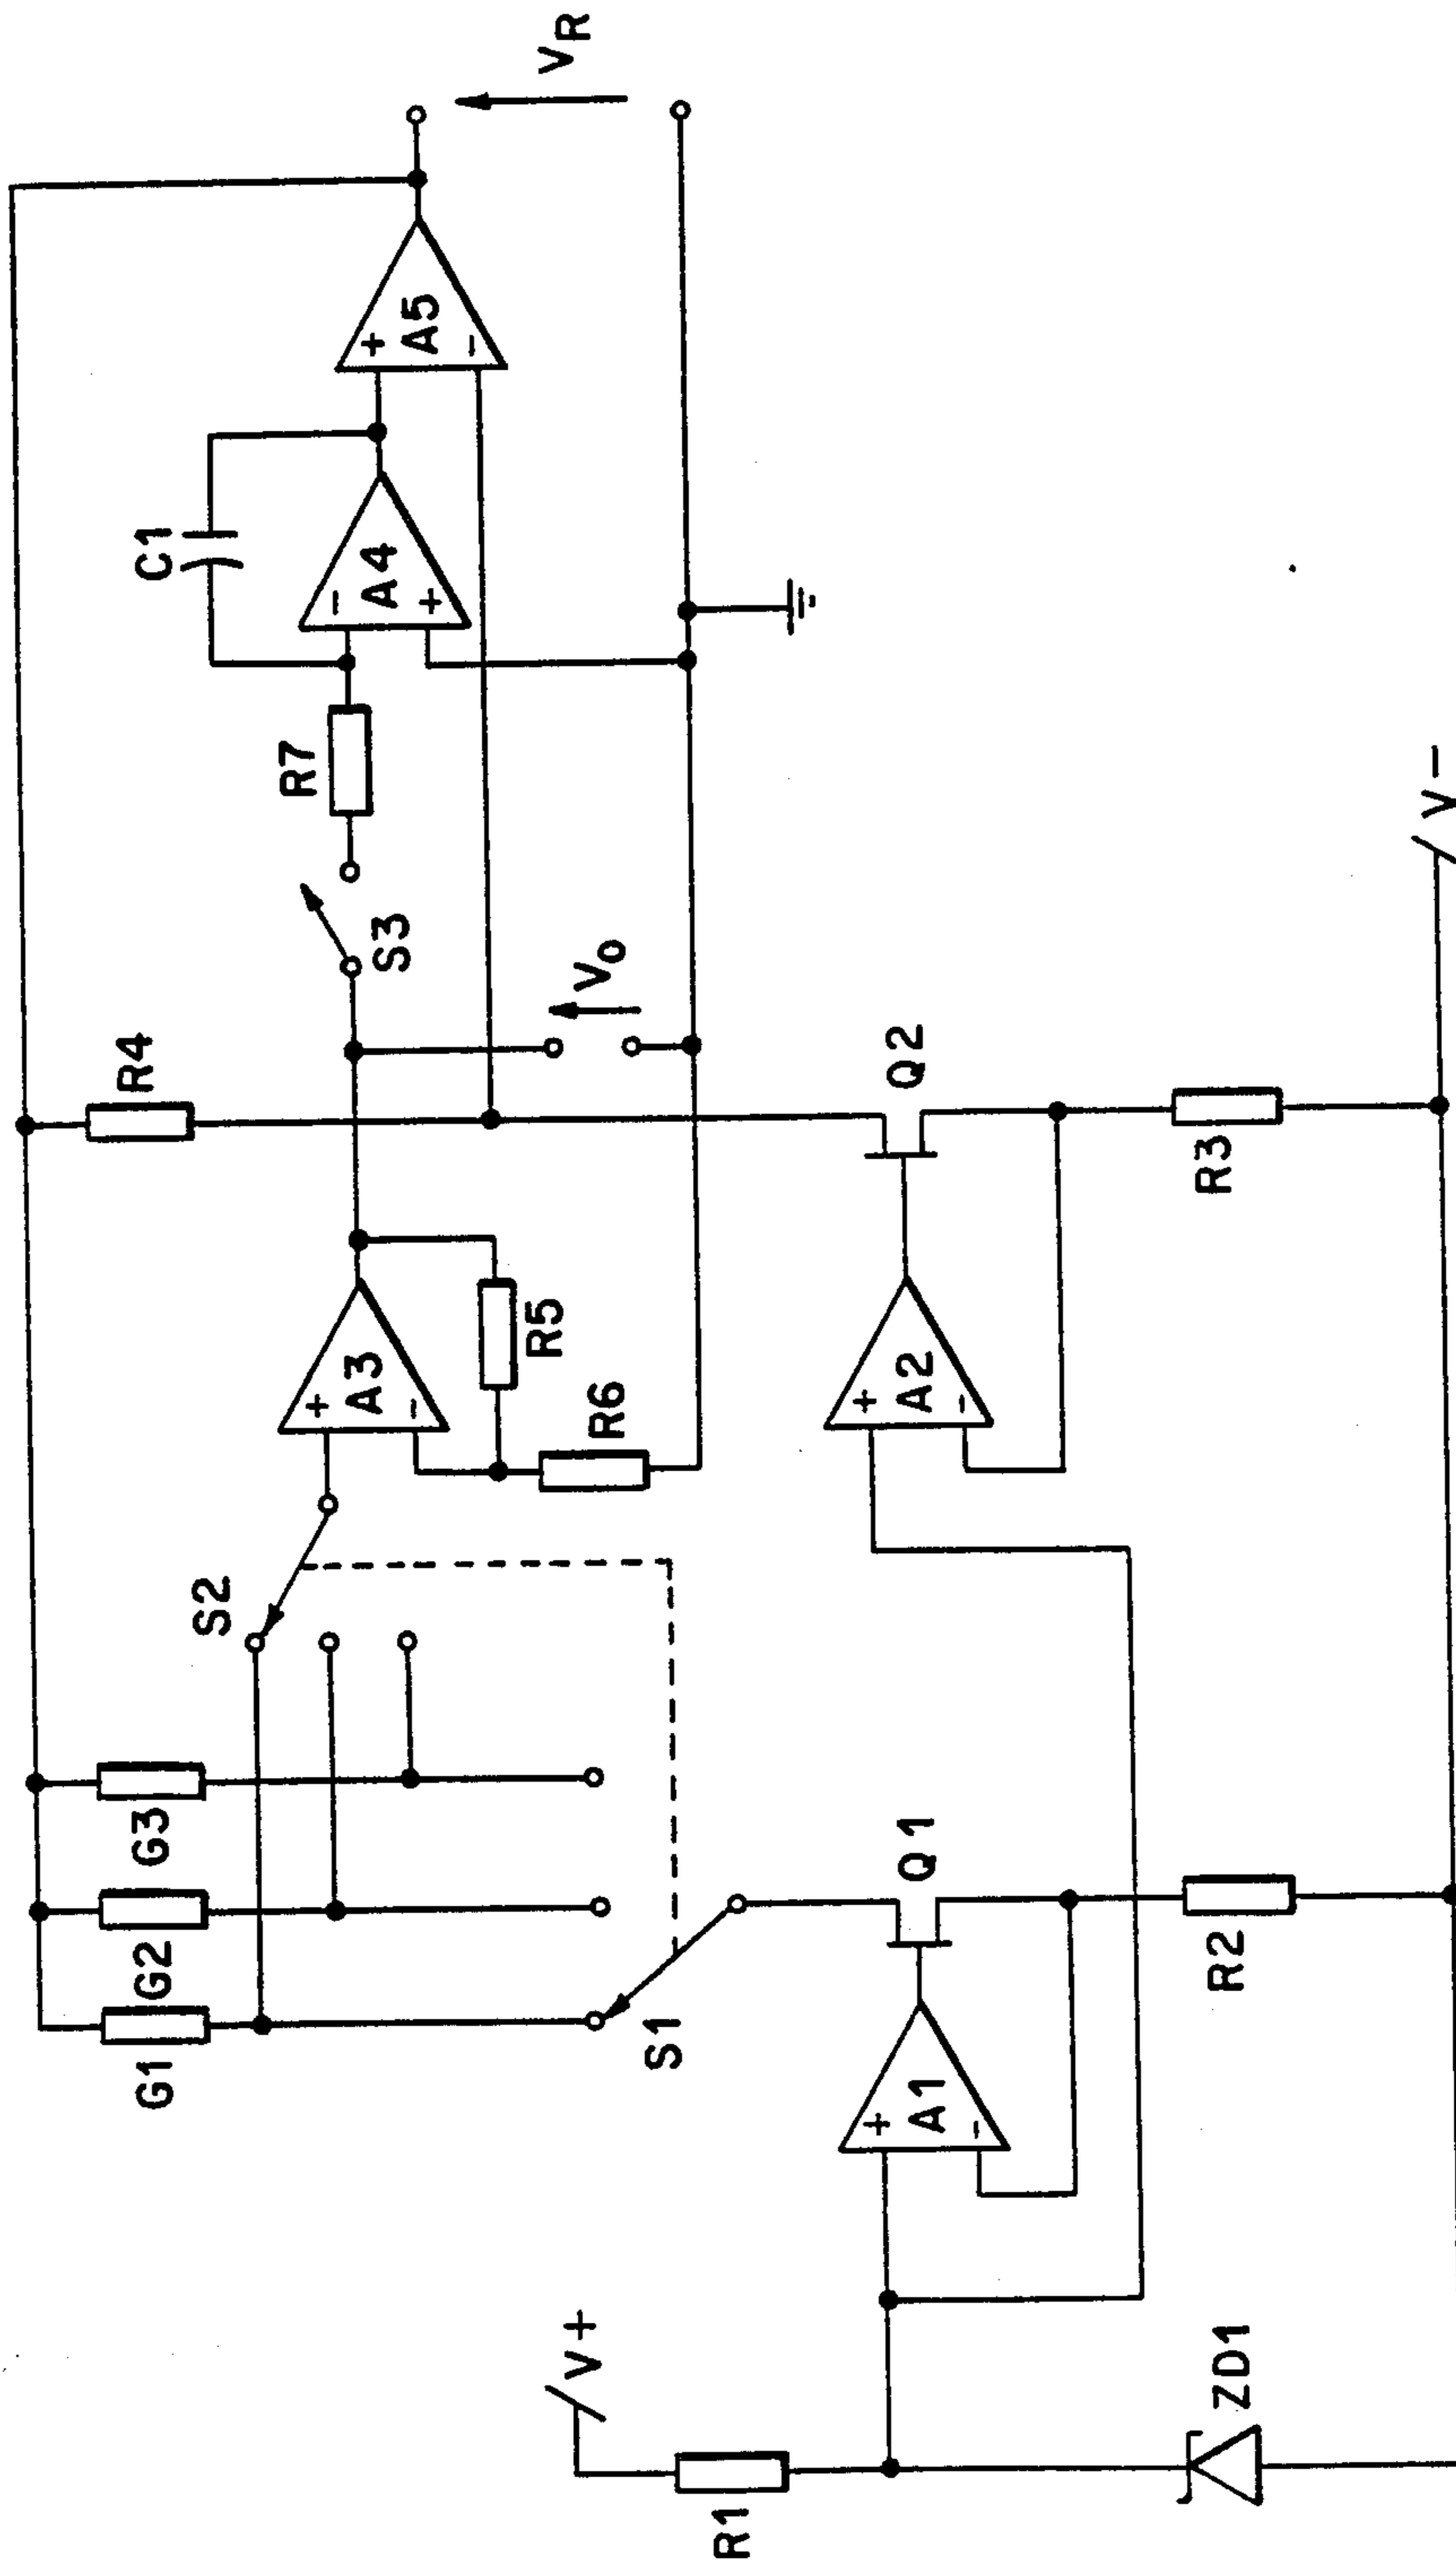 VR
C1
+
A5
-
-
A4
+
R7
S3
R4
Vo
+
A3
-
R5
R6
S2
G3
G2
G1
S1
Q2
+
A2
-
R3
Q1
+
A1
-
R2
V+
R1
ZD1
V-